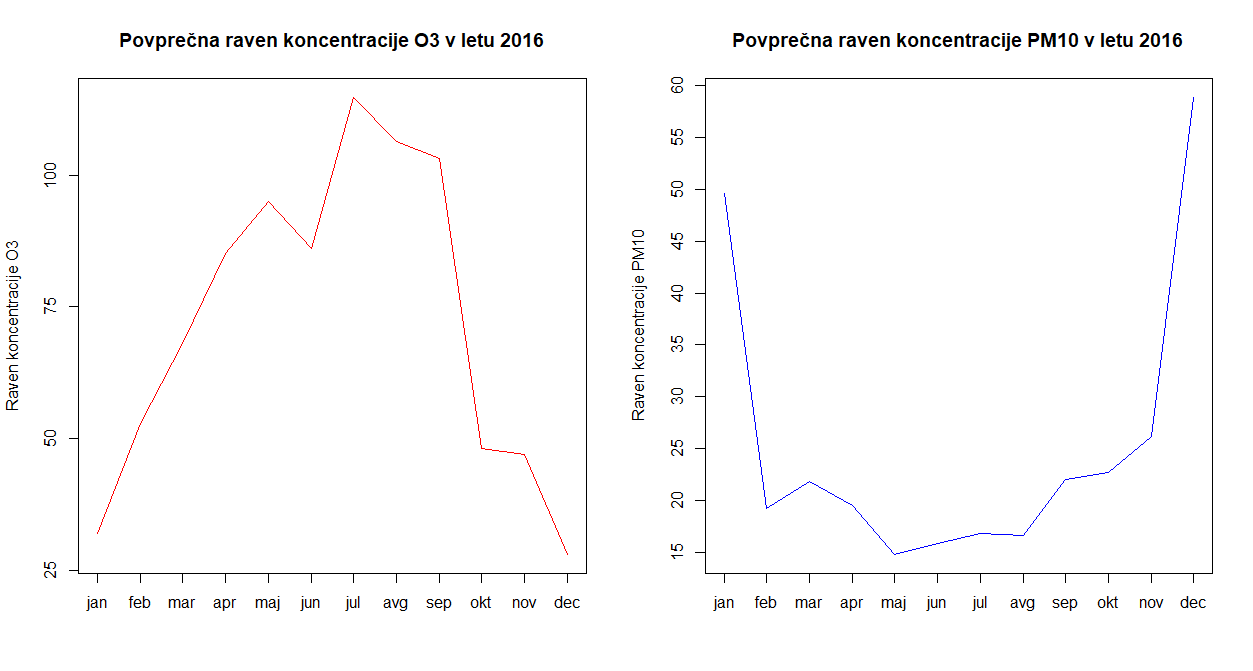 Povprečna raven koncentracije O3 v letu 2016
Raven koncentracije O3
100
75
50
25
jan feb mar apr maj jun jul avg sep okt nov dec
Povprečna raven koncentracije PM10 v letu 2016
Raven koncentracije PM10
60
55
50
45
40
35
30
25
20
15
jan feb mar apr maj jun jul avg sep okt nov dec